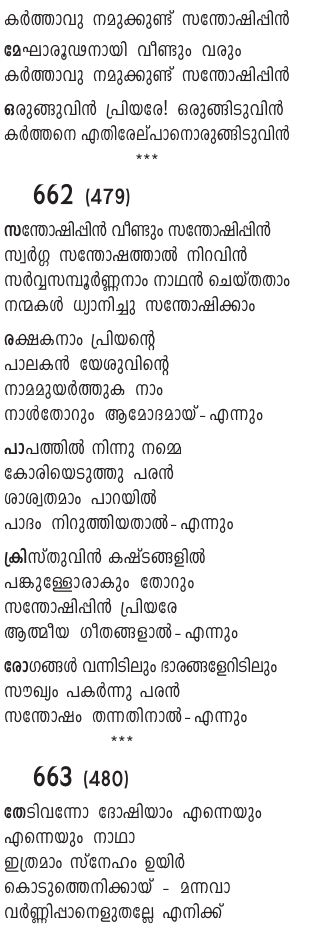 കർത്താവു നമുക്കുണ്ട് സന്തോഷിപ്പിൻ
മേഘാരൂഢനായി വീണ്ടും വരും
കർത്താവു നമുക്കുണ്ട് സന്തോഷിപ്പിൻ
ഒരുങ്ങുവിൻ പ്രിയരേ! ഒരുങ്ങിടുവിൻ
കർത്തനെ എതിരേല്പാനൊരുങ്ങിടുവിൻ
***
662 (479)
സന്തോഷിപ്പിൻ വീണ്ടും സന്തോഷിപ്പിൻ
സ്വർഗ്ഗ സന്തോഷത്താൽ നിറവിൻ
സർവ്വസമ്പൂർണ്ണനാം നാഥൻ ചെയ്തതാം
നന്മകൾ ധ്യാനിച്ചു സന്തോഷിക്കാം
രക്ഷകനാം പ്രിയന്റെ
പാലകൻ യേശുവിന്റെ
നാമമുയർത്തുക നാം
നാൾതോറും ആമോദമായ് - എന്നും
പാപത്തിൽ നിന്നു നമ്മെ
കോരിയെടുത്തു പരൻ
ശാശ്വതമാം പാറയിൽ
പാദം നിറുത്തിയതാൽ - എന്നും
ക്രിസ്തുവിൻ കഷ്ടങ്ങളിൽ
പങ്കുള്ളോരാകും തോറും
സന്തോഷിപ്പിൻ പ്രിയരേ
ആത്മീയ ഗീതങ്ങളാൽ - എന്നും
രോഗങ്ങൾ വന്നിടിലും ഭാരങ്ങളേറിടിലും
സൗഖ്യം പകർന്നു പരൻ
സന്തോഷം തന്നതിനാൽ - എന്നും
***
663 (480)
തേടിവന്നോ ദോഷിയാം എന്നെയും
എന്നെയും നാഥാ
ഇത്രമാം സ്നേഹം ഉയിർ
കൊടുത്തെനിക്കായ് - മന്നവാ
വർണ്ണിപ്പാനെളുതല്ലേ എനിക്ക്